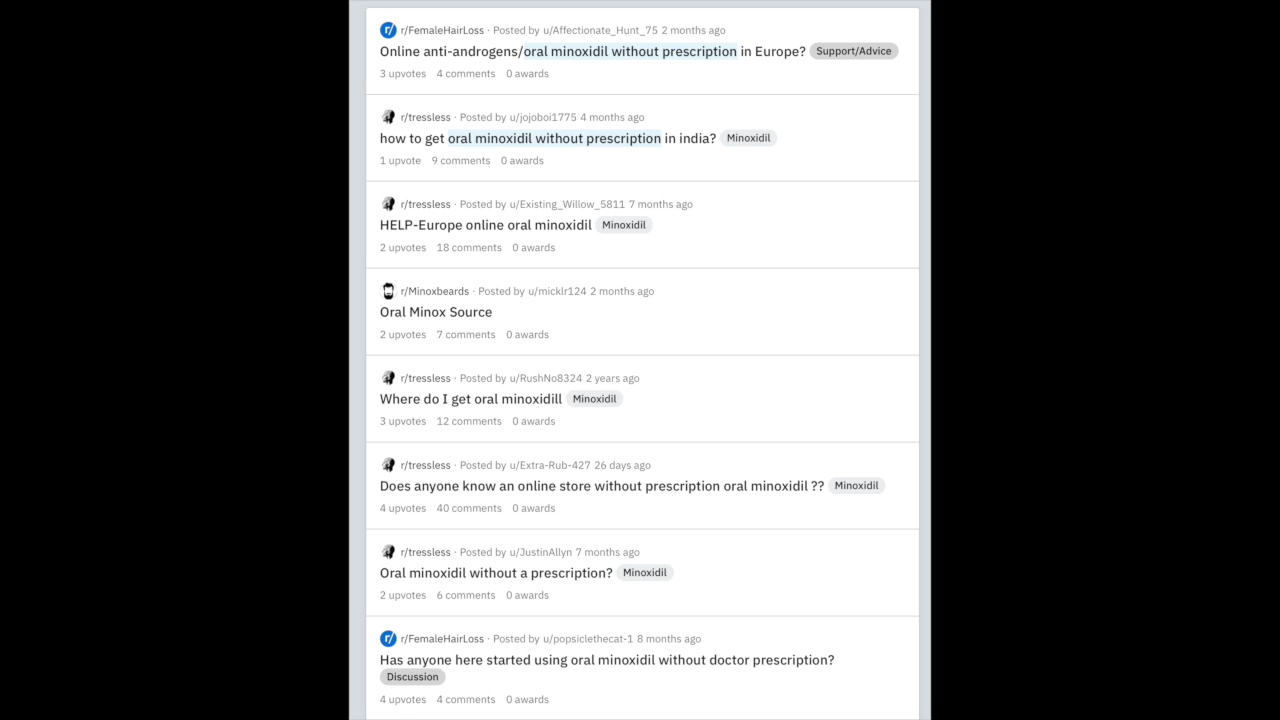 r/FemaleHairLoss · Posted by u/Affectionate_Hunt_75 2 months ago
Online anti-androgens/oral minoxidil without prescription in Europe? Support/Advice
3 upvotes 4 comments 0 awards
r/tressless · Posted by u/jojoboi1775 4 months ago
how to get oral minoxidil without prescription in india? Minoxidil
1 upvote 9 comments 0 awards
r/tressless · Posted by u/Existing_Willow_5811 7 months ago
HELP-Europe online oral minoxidil Minoxidil
2 upvotes 18 comments 0 awards
r/Minoxbeards · Posted by u/micklr124 2 months ago
Oral Minox Source
2 upvotes 7 comments 0 awards
r/tressless · Posted by u/RushNo8324 2 years ago
Where do I get oral minoxidill Minoxidil
3 upvotes 12 comments 0 awards
r/tressless · Posted by u/Extra-Rub-427 26 days ago
Does anyone know an online store without prescription oral minoxidil ?? Minoxidil
4 upvotes 40 comments 0 awards
r/tressless · Posted by u/JustinAllyn 7 months ago
Oral minoxidil without a prescription? Minoxidil
2 upvotes 6 comments 0 awards
r/FemaleHairLoss · Posted by u/popsiclethecat-1 8 months ago
Has anyone here started using oral minoxidil without doctor prescription?
Discussion
4 upvotes 4 comments 0 awards